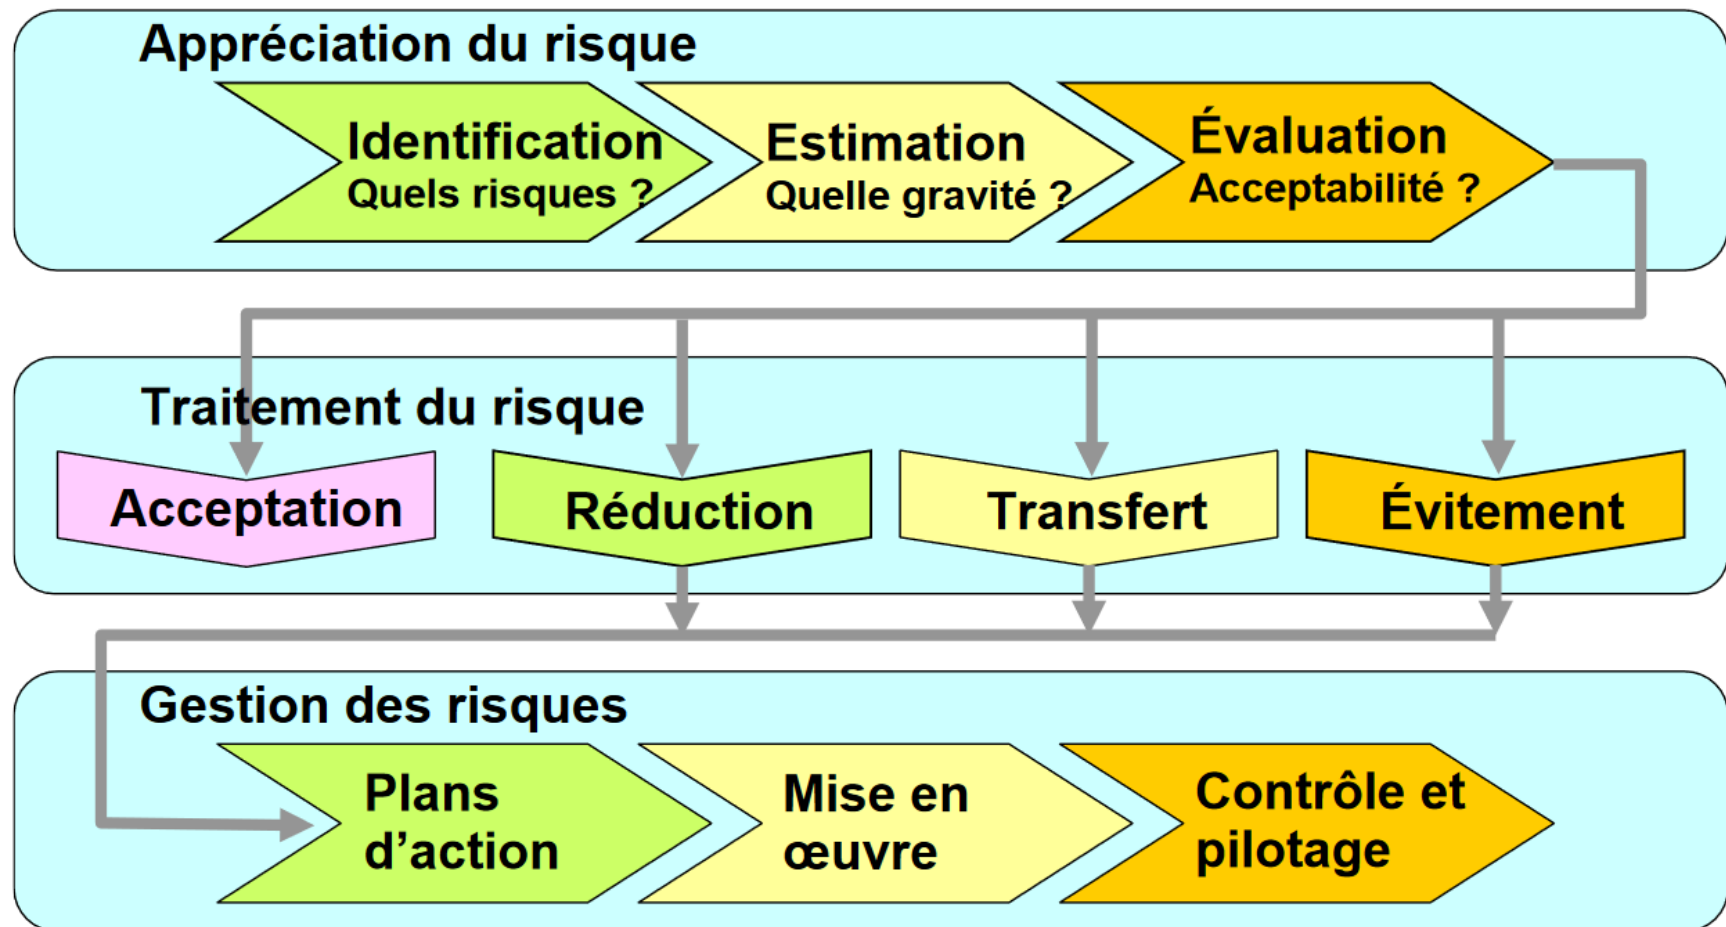 Appréciation du risque
Identification
Quels risques ?
Estimation
Quelle gravité ?
Évaluation
Acceptabilité ?
Traitement du risque
Acceptation
Réduction
Transfert
Évitement
Gestion des risques
Plans
d’action
Mise en
œuvre
Contrôle et
pilotage